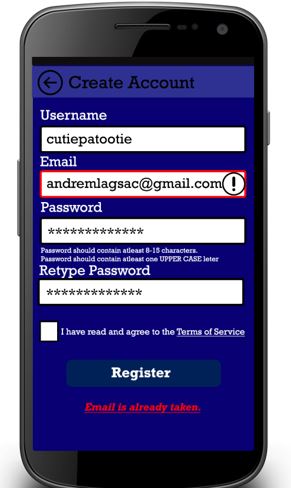 Create Account
Username
cutiepatootie
Email
andremlagsac@gmail.com
Password
*************
Password should contain atleast 8-15 characters.
Password should contain atleast one UPPER CASE leter
Retype Password
*************
I have read and agree to the Terms of Service
Register
Email is already taken.